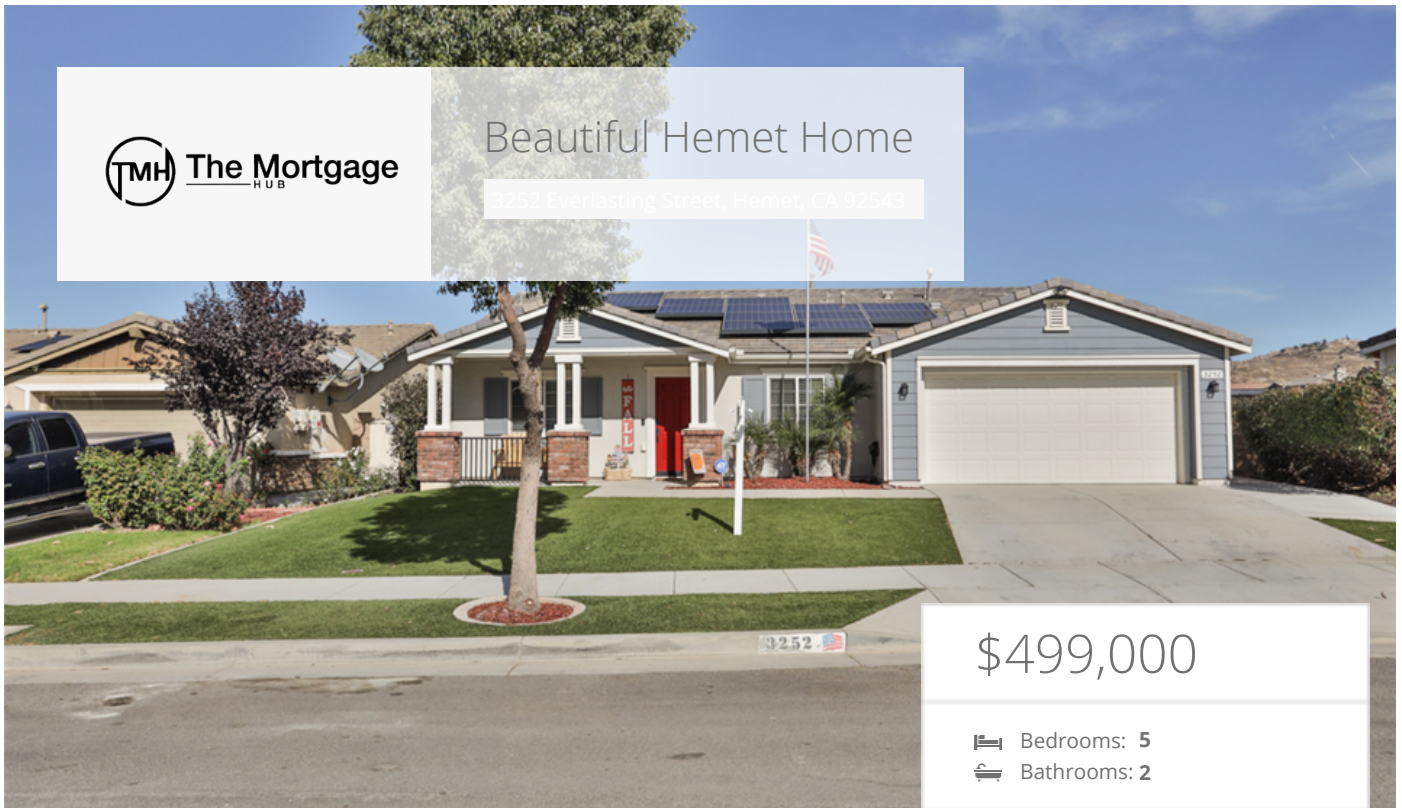 TMH The Mortgage
HUB
Beautiful Hemet Home
3252 Everlasting Street, Hemet, CA 92543
FALL
3252
3252
$499,000
Bedrooms: 5
Bathrooms: 2